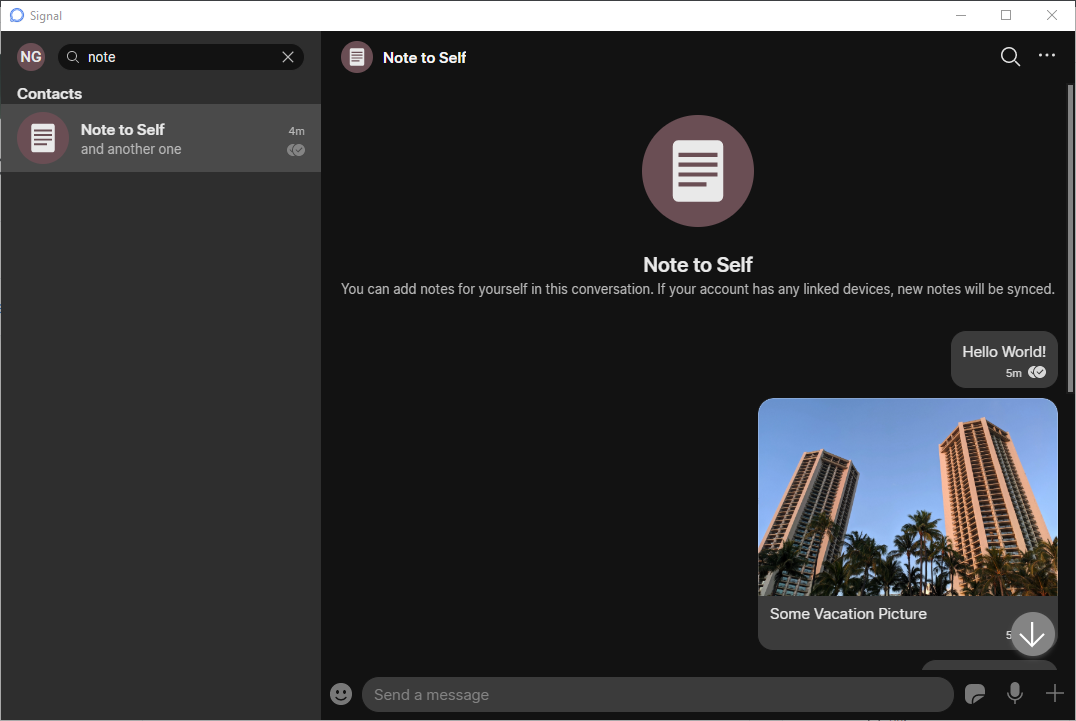 Signal
NG
note
Note to Self
Contacts
Note to Self
4m
and another one
Note to Self
You can add notes for yourself in this conversation. If your account has any linked devices, new notes will be synced.
Hello World!
5m
Some Vacation Picture
5
Send a message